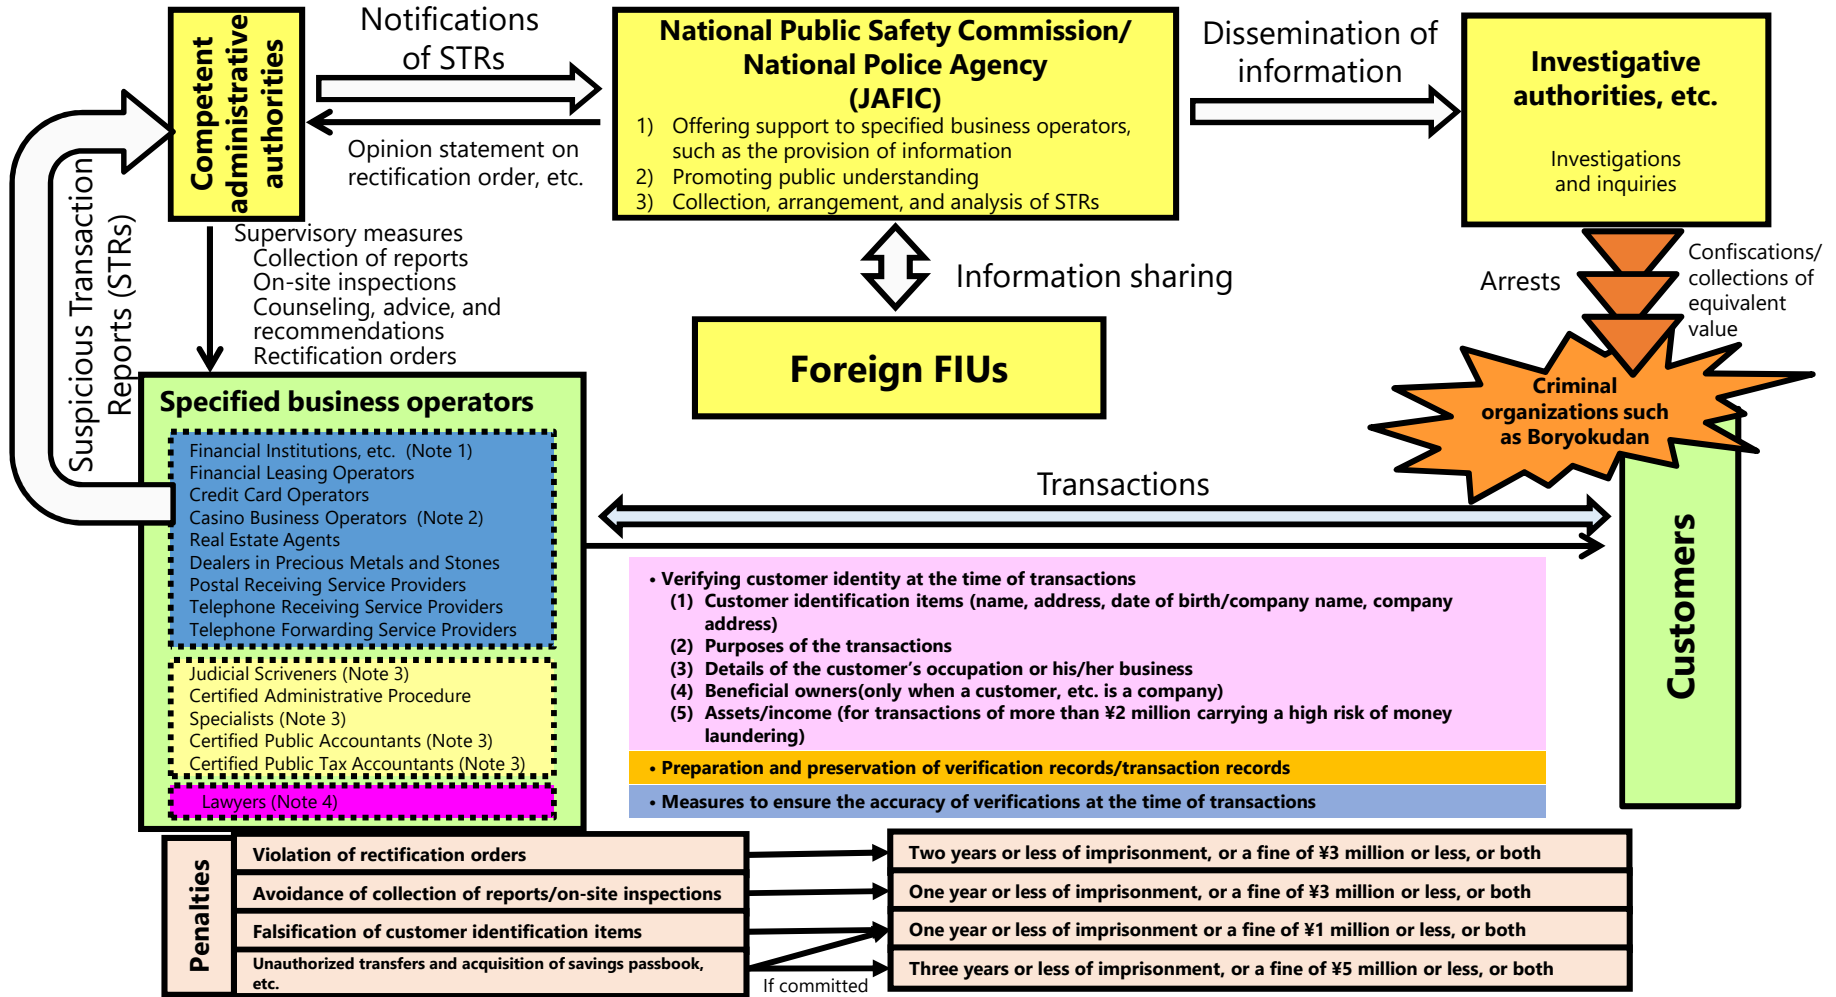 Competent
administrative
authorities
Notifications
of STRs
Opinion statement on
rectification order, etc.
National Public Safety Commission/
National Police Agency
(JAFIC)
1) Offering support to specified business operators,
such as the provision of information
2) Promoting public understanding
3) Collection, arrangement, and analysis of STRs
Dissemination of
information
Investigative
authorities, etc.
Investigations
and inquiries
Suspicious Transaction
Reports (STRs)
Supervisory measures
Collection of reports
On-site inspections
Counseling, advice, and
recommendations
Rectification orders
Information sharing
Foreign FIUs
Arrests
Confiscations/
collections of
equivalent
value
Criminal
organizations such
as Boryokudan
Specified business operators
Financial Institutions, etc. (Note 1)
Financial Leasing Operators
Credit Card Operators
Casino Business Operators (Note 2)
Real Estate Agents
Dealers in Precious Metals and Stones
Postal Receiving Service Providers
Telephone Receiving Service Providers
Telephone Forwarding Service Providers
Judicial Scriveners (Note 3)
Certified Administrative Procedure
Specialists (Note 3)
Certified Public Accountants (Note 3)
Certified Public Tax Accountants (Note 3)
Lawyers (Note 4)
Transactions
Customers
• Verifying customer identity at the time of transactions
(1) Customer identification items (name, address, date of birth/company name, company
address)
(2) Purposes of the transactions
(3) Details of the customer’s occupation or his/her business
(4) Beneficial owners(only when a customer, etc. is a company)
(5) Assets/income (for transactions of more than ¥2 million carrying a high risk of money
laundering)
• Preparation and preservation of verification records/transaction records
• Measures to ensure the accuracy of verifications at the time of transactions
Penalties
Violation of rectification orders
Two years or less of imprisonment, or a fine of ¥3 million or less, or both
Avoidance of collection of reports/on-site inspections
One year or less of imprisonment, or a fine of ¥3 million or less, or both
Falsification of customer identification items
One year or less of imprisonment or a fine of ¥1 million or less, or both
Unauthorized transfers and acquisition of savings passbook,
etc.
Three years or less of imprisonment, or a fine of ¥5 million or less, or both
If committed